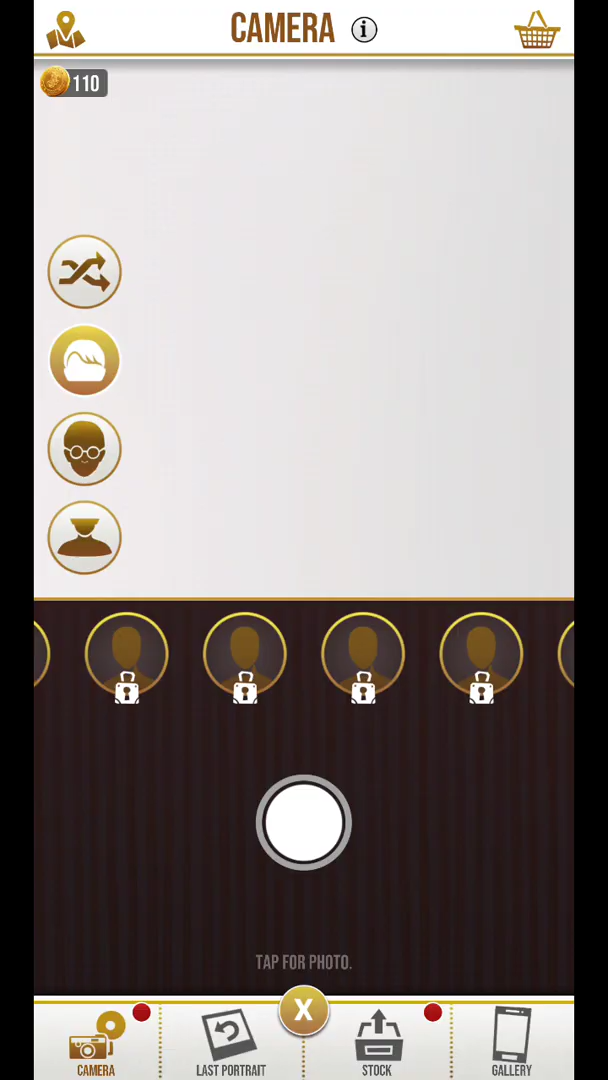 CAMERA i
110
TAP FOR PHOTO.
X
CAMERA
LAST PORTRAIT
STOCK
GALLERY